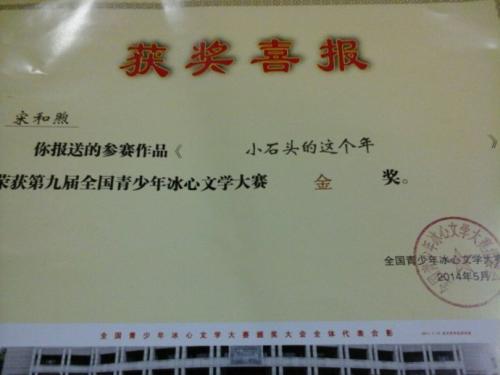 获奖喜报
宋和煦
你报送的参赛作品《 小石头的这个年 》
荣获第九届全国青少年冰心文学大赛 金 奖。
全国青少年冰心文学大赛
2014年5月
全国青少年冰心文学大赛颁奖大会全体代表合影